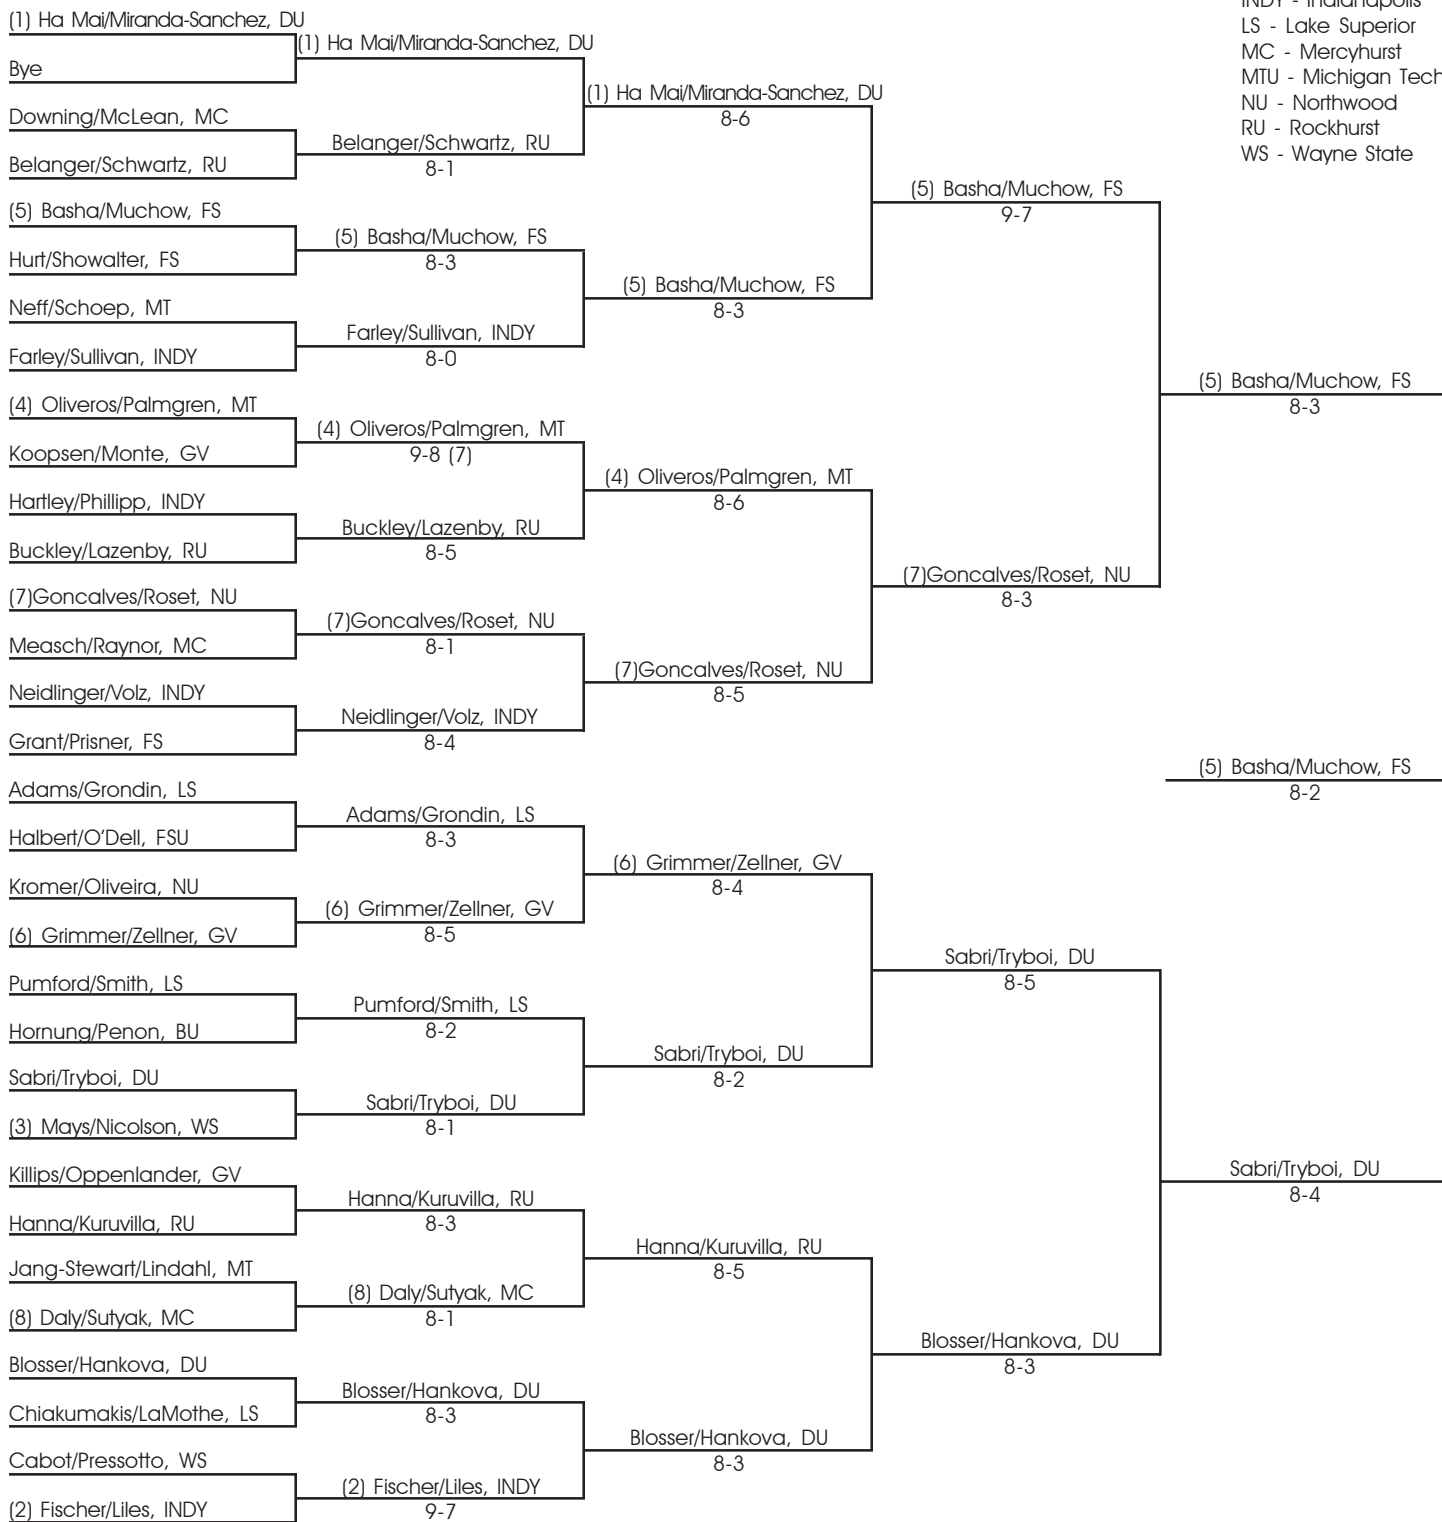 (1) Ha Mai/Miranda-Sanchez, DU
Bye
Downing/McLean, MC
Belanger/Schwartz, RU
(5) Basha/Muchow, FS
Hurt/Showalter, FS
Neff/Schoep, MT
Farley/Sullivan, INDY
(4) Oliveros/Palmgren, MT
Koopsen/Monte, GV
Hartley/Phillipp, INDY
Buckley/Lazenby, RU
(7)Goncalves/Roset, NU
Measch/Raynor, MC
Neidlinger/Volz, INDY
Grant/Prisner, FS
Adams/Grondin, LS
Halbert/O'Dell, FSU
Kromer/Oliveira, NU
(6) Grimmer/Zellner, GV
Pumford/Smith, LS
Hornung/Penon, BU
Sabri/Tryboi, DU
(3) Mays/Nicolson, WS
Killips/Oppenlander, GV
Hanna/Kuruvilla, RU
Jang-Stewart/Lindahl, MT
(8) Daly/Sutyak, MC
Blosser/Hankova, DU
Chiakumakis/LaMothe, LS
Cabot/Pressotto, WS
(2) Fischer/Liles, INDY
(1) Ha Mai/Miranda-Sanchez, DU
Belanger/Schwartz, RU
8-1
(5) Basha/Muchow, FS
8-3
Farley/Sullivan, INDY
8-0
(4) Oliveros/Palmgren, MT
9-8 (7)
Buckley/Lazenby, RU
8-5
(7)Goncalves/Roset, NU
8-1
Neidlinger/Volz, INDY
8-4
Adams/Grondin, LS
8-3
(6) Grimmer/Zellner, GV
8-5
Pumford/Smith, LS
8-2
Sabri/Tryboi, DU
8-1
Hanna/Kuruvilla, RU
8-3
(8) Daly/Sutyak, MC
8-1
Blosser/Hankova, DU
8-3
(2) Fischer/Liles, INDY
9-7
(1) Ha Mai/Miranda-Sanchez, DU
8-6
(5) Basha/Muchow, FS
8-3
(4) Oliveros/Palmgren, MT
8-6
(7)Goncalves/Roset, NU
8-5
(6) Grimmer/Zellner, GV
8-4
Sabri/Tryboi, DU
8-2
Hanna/Kuruvilla, RU
8-5
Blosser/Hankova, DU
8-3
(5) Basha/Muchow, FS
9-7
(7)Goncalves/Roset, NU
8-3
Sabri/Tryboi, DU
8-5
Blosser/Hankova, DU
8-3
(5) Basha/Muchow, FS
8-3
(5) Basha/Muchow, FS
8-2
Sabri/Tryboi, DU
8-4
INDY - Indianapolis
LS - Lake Superior
MC - Mercyhurst
MTU - Michigan Tech
NU - Northwood
RU - Rockhurst
WS - Wayne State